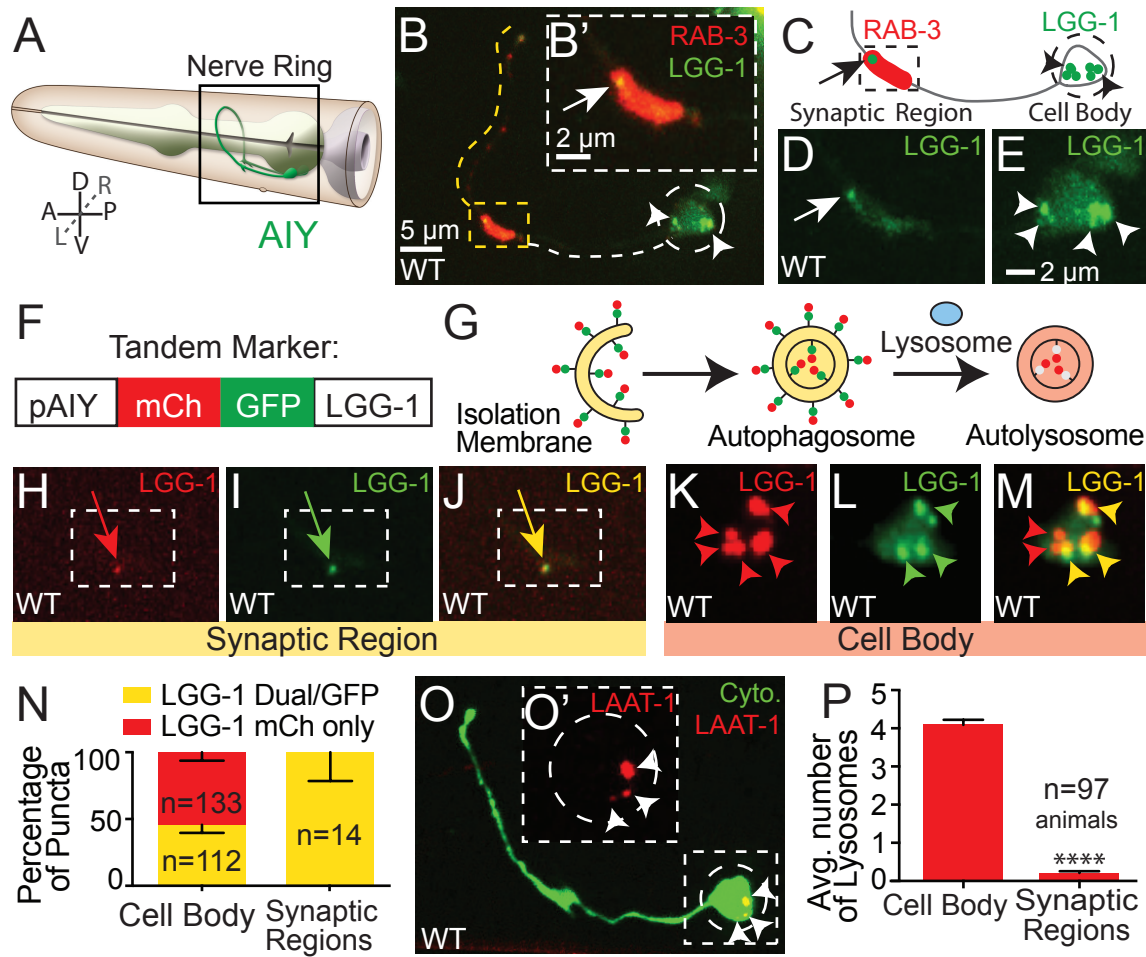 A
Nerve Ring
D
R
A
P
L
V
AIY
B
B'
RAB-3
LGG-1
2 µm
5 µm
WT
C
RAB-3
LGG-1
Synaptic Region
Cell Body
D
LGG-1
WT
E
LGG-1
2 µm
F
Tandem Marker:
pAIY mCh GFP LGG-1
G
Lysosome
Isolation
Membrane
Autophagosome
Autolysosome
H
LGG-1
WT
I
LGG-1
WT
J
LGG-1
WT
Synaptic Region
K
LGG-1
WT
L
LGG-1
WT
M
LGG-1
WT
Cell Body
N
LGG-1 Dual/GFP
LGG-1 mCh only
Percentage
of Puncta
100
50
0
n=133
n=112
n=14
Cell Body
Synaptic
Regions
O
O'
LAAT-1
Cyto.
LAAT-1
WT
P
Avg. number
of Lysosomes
5
4
3
2
1
0
n=97
animals
****
Cell Body
Synaptic
Regions